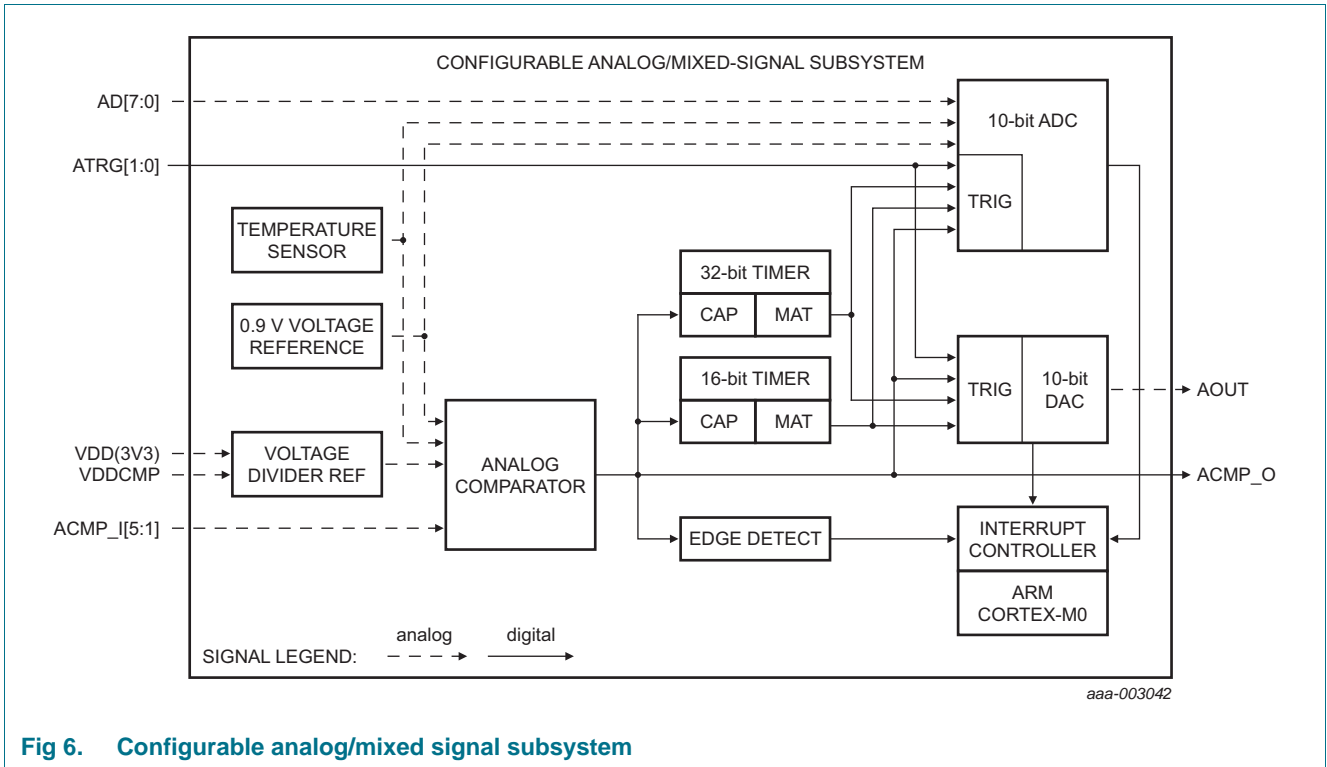 CONFIGURABLE ANALOG/MIXED-SIGNAL SUBSYSTEM
AD[7:0]
ATRG[1:0]
10-bit ADC
TRIG
TEMPERATURE
SENSOR
0.9 V VOLTAGE
REFERENCE
32-bit TIMER
CAP
MAT
16-bit TIMER
CAP
MAT
TRIG
10-bit
DAC
AOUT
VDD(3V3)
VDDCMP
VOLTAGE
DIVIDER REF
ANALOG
COMPARATOR
ACMP_O
ACMP_I[5:1]
EDGE DETECT
INTERRUPT
CONTROLLER
ARM
CORTEX-M0
SIGNAL LEGEND:
analog
digital
aaa-003042
Fig 6. Configurable analog/mixed signal subsystem